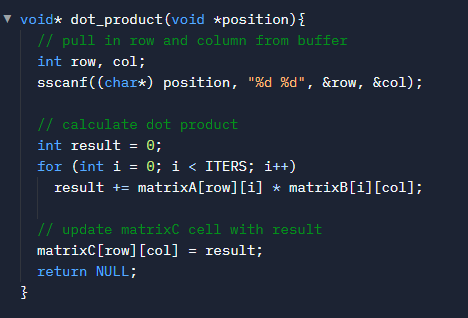 void* dot_product(void *position){
// pull in row and column from buffer
int row, col;
sscanf((char*) position, "%d %d", &row, &col);
// calculate dot product
int result = 0;
for (int i = 0; i < ITERS; i++)
result += matrixA[row][i] * matrixB[i][col];
// update matrixC cell with result
matrixC[row][col] = result;
return NULL;
}